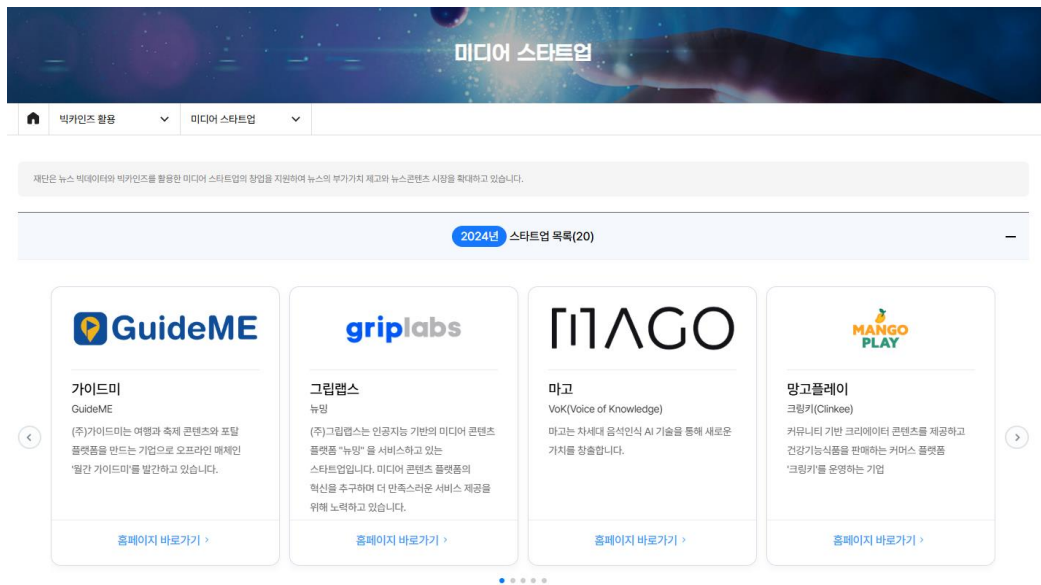 미디어 스타트업
빅카인즈 활용
미디어 스타트업
재단은 뉴스 빅데이터와 빅카인즈를 활용한 미디어 스타트업의 창업을 지원하여 뉴스의 부가가치 제고와 뉴스콘텐츠 시장을 확대하고 있습니다.
2024년 스타트업 목록(20)
GuideME
가이드미
GuideME
(주)가이드미는 여행과 축제 콘텐츠와 포탈
플랫폼을 만드는 기업으로 오프라인 매체인
'월간 가이드미'를 발간하고 있습니다.
홈페이지 바로가기
griplabs
그립랩스
뉴밍
(주)그립랩스는 인공지능 기반의 미디어 콘텐츠
플랫폼 "뉴밍" 을 서비스하고 있는
스타트업입니다. 미디어 콘텐츠 플랫폼의
혁신을 추구하며 더 만족스러운 서비스 제공을
위해 노력하고 있습니다.
홈페이지 바로가기
MAGO
마고
VoK(Voice of Knowledge)
마고는 차세대 음석인식 AI 기술을 통해 새로운
가치를 창출합니다.
홈페이지 바로가기
MANGO
PLAY
망고플레이
크링키(Clinkee)
커뮤니티 기반 크리에이터 콘텐츠를 제공하고
건강기능식품을 판매하는 커머스 플랫폼
'크링키'를 운영하는 기업
홈페이지 바로가기